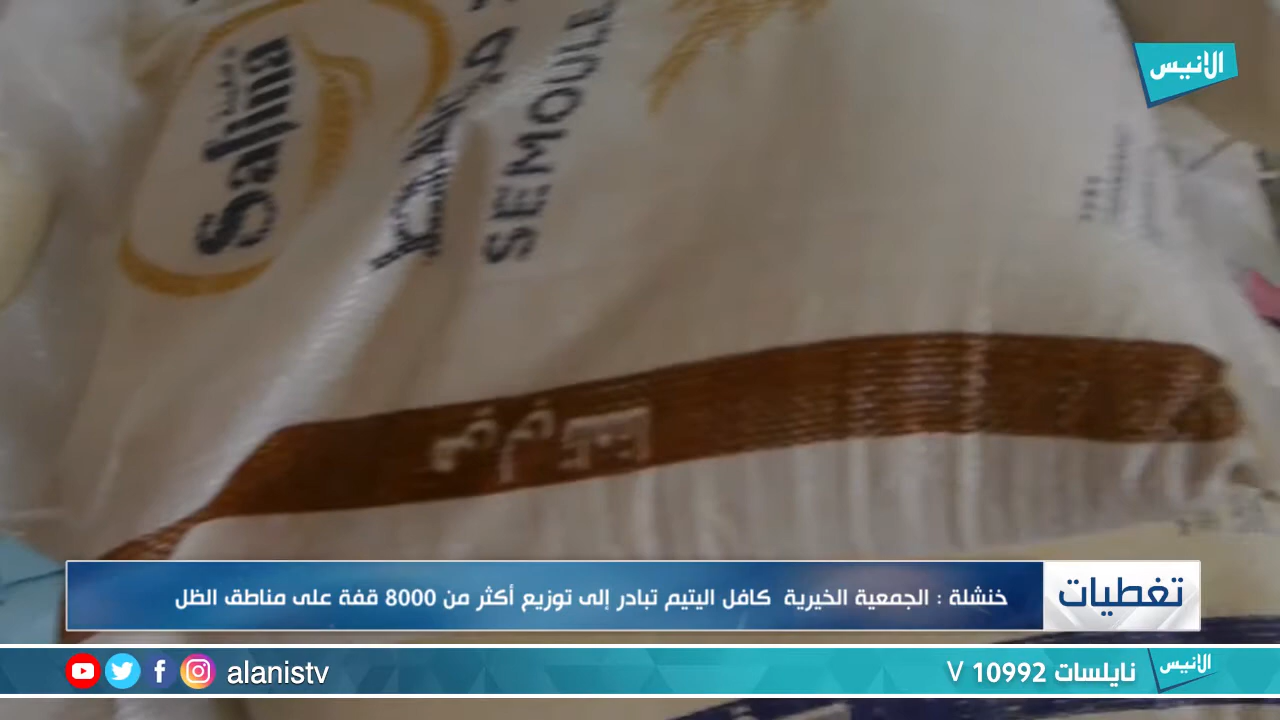 الانيس
Saljna
SEMOULE
تغطيات
خنشلة : الجمعية الخيرية كافل اليتيم تبادر إلى توزيع أكثر من 8000 قفة على مناطق الظل
alanistv
نايلسات 10992 V
الانيس